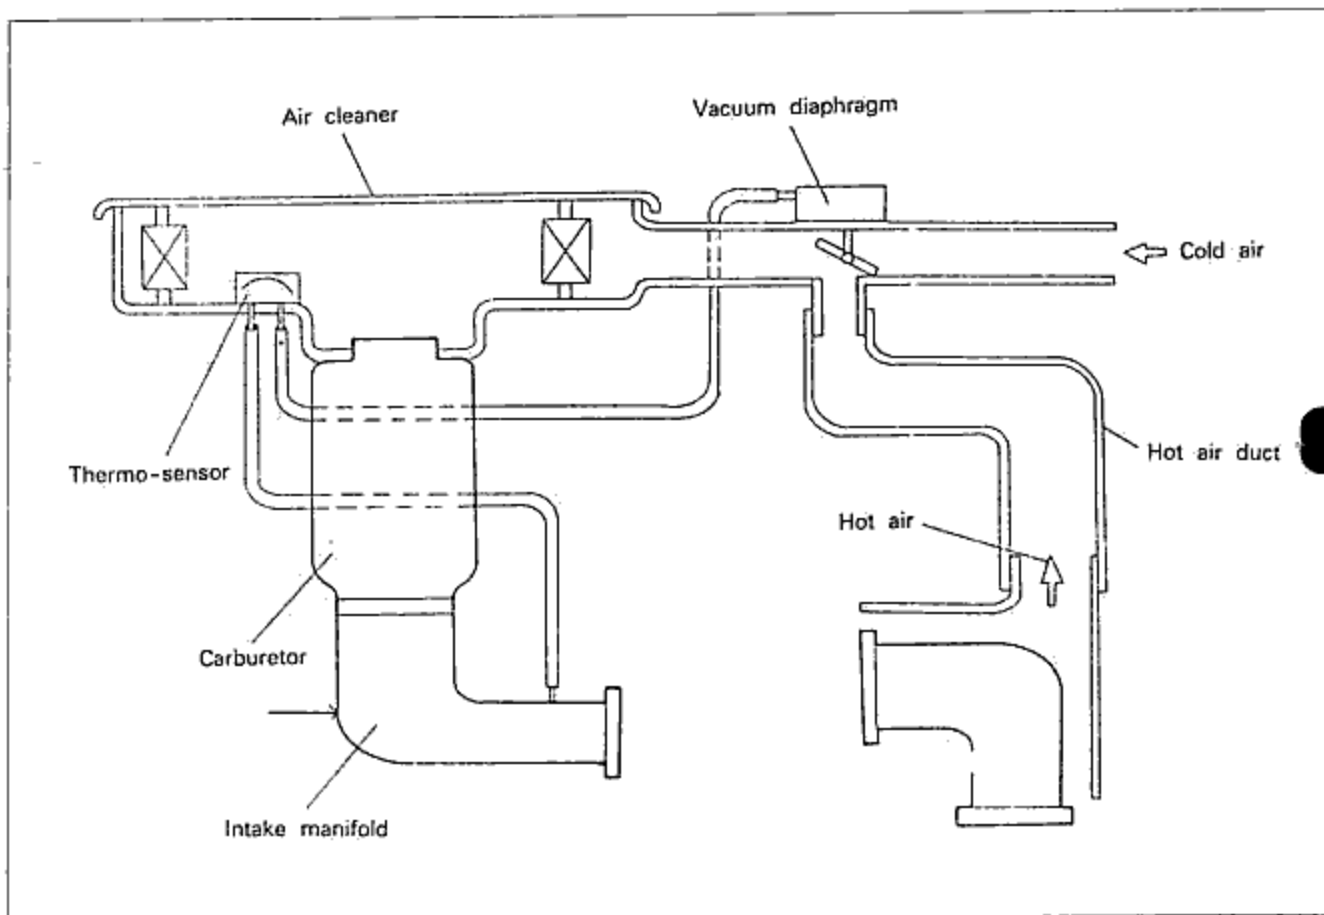 Air cleaner
Vacuum diaphragm
Cold air
Thermo-sensor
Hot air duct
Hot air
Carburetor
Intake manifold